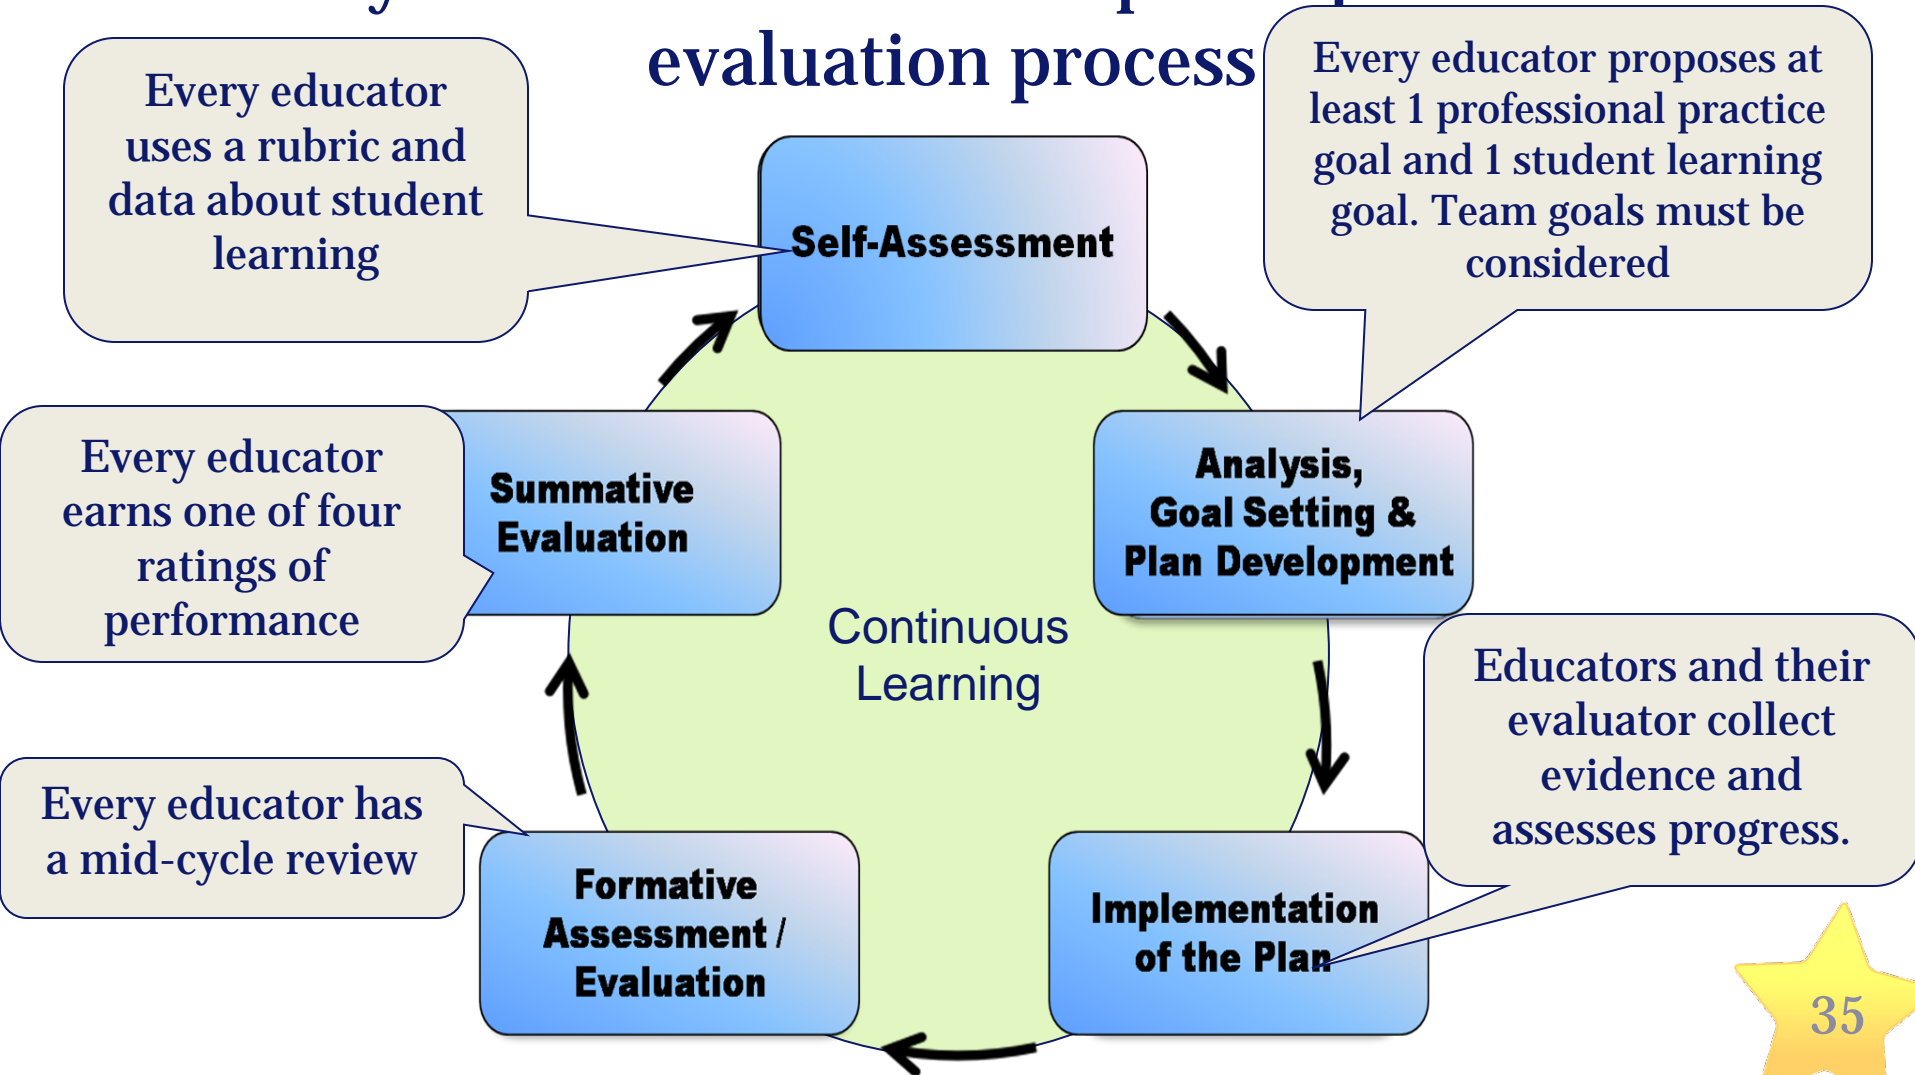 evaluation process
Every educator
uses a rubric and
data about student
learning
Every educator proposes at
least 1 professional practice
goal and 1 student learning
goal. Team goals must be
considered
Self-Assessment
Every educator
earns one of four
ratings of
performance
Summative
Evaluation
Analysis,
Goal Setting &
Plan Development
Continuous
Learning
Educators and their
evaluator collect
evidence and
assesses progress.
Every educator has
a mid-cycle review
Formative
Assessment /
Evaluation
Implementation
of the Plan
35